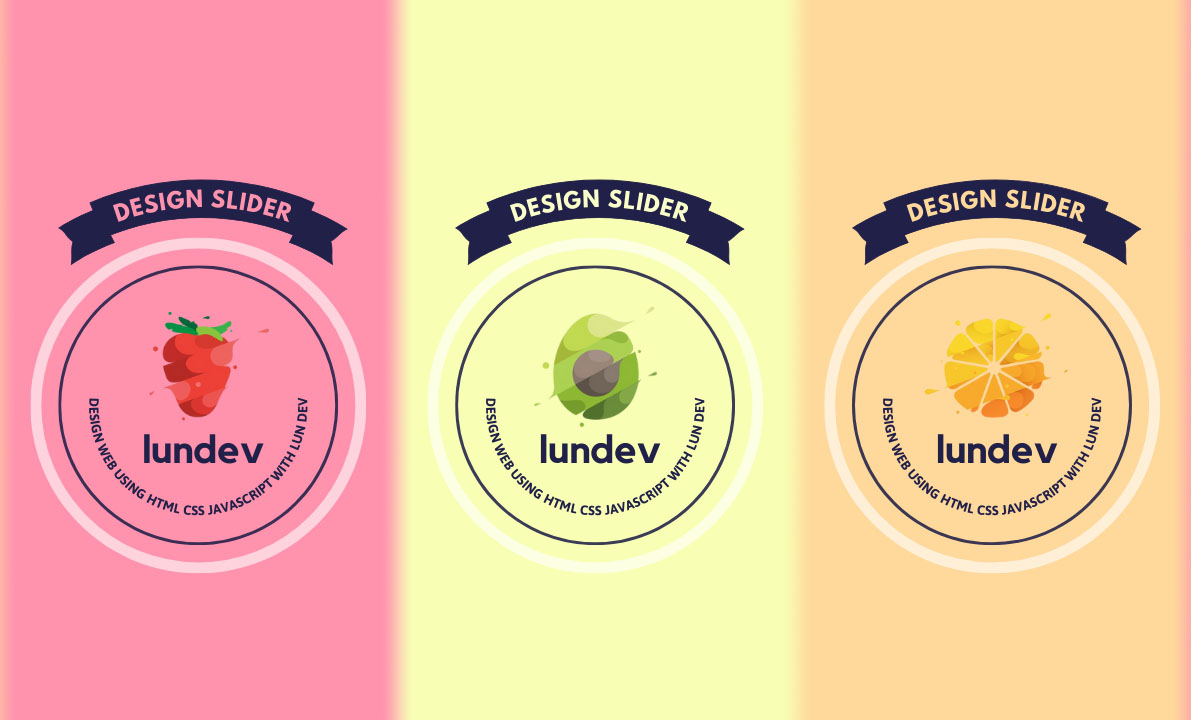 DESIGN SLIDER
lundev
DESIGN WEB USING HTML CSS JAVASCRIPT WITH LUN DEV
DESIGN SLIDER
lundev
DESIGN WEB USING HTML CSS JAVASCRIPT WITH LUN DEV
DESIGN SLIDER
lundev
DESIGN WEB USING HTML CSS JAVASCRIPT WITH LUN DEV